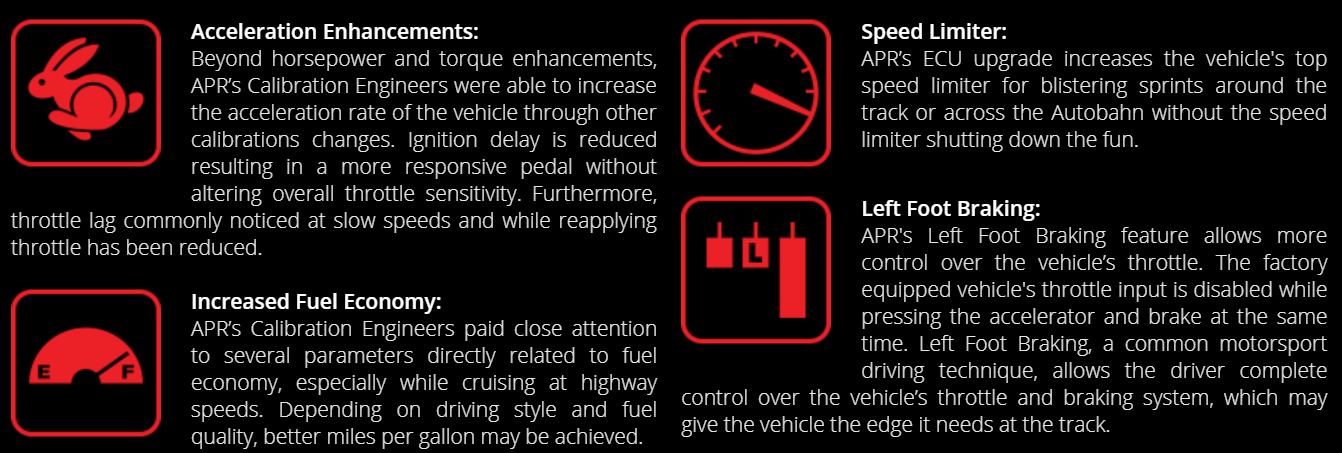 Acceleration Enhancements:
Beyond horsepower and torque enhancements,
APR’s Calibration Engineers were able to increase
the acceleration rate of the vehicle through other
calibrations changes. Ignition delay is reduced
resulting in a more responsive pedal without
altering overall throttle sensitivity. Furthermore,
throttle lag commonly noticed at slow speeds and while reapplying
throttle has been reduced.
E F
Increased Fuel Economy:
APR’s Calibration Engineers paid close attention
to several parameters directly related to fuel
economy, especially while cruising at highway
speeds. Depending on driving style and fuel
quality, better miles per gallon may be achieved.
Speed Limiter:
APR’s ECU upgrade increases the vehicle's top
speed limiter for blistering sprints around the
track or across the Autobahn without the speed
limiter shutting down the fun.
L
Left Foot Braking:
APR's Left Foot Braking feature allows more
control over the vehicle’s throttle. The factory
equipped vehicle's throttle input is disabled while
pressing the accelerator and brake at the same
time. Left Foot Braking, a common motorsport
driving technique, allows the driver complete
control over the vehicle’s throttle and braking system, which may
give the vehicle the edge it needs at the track.